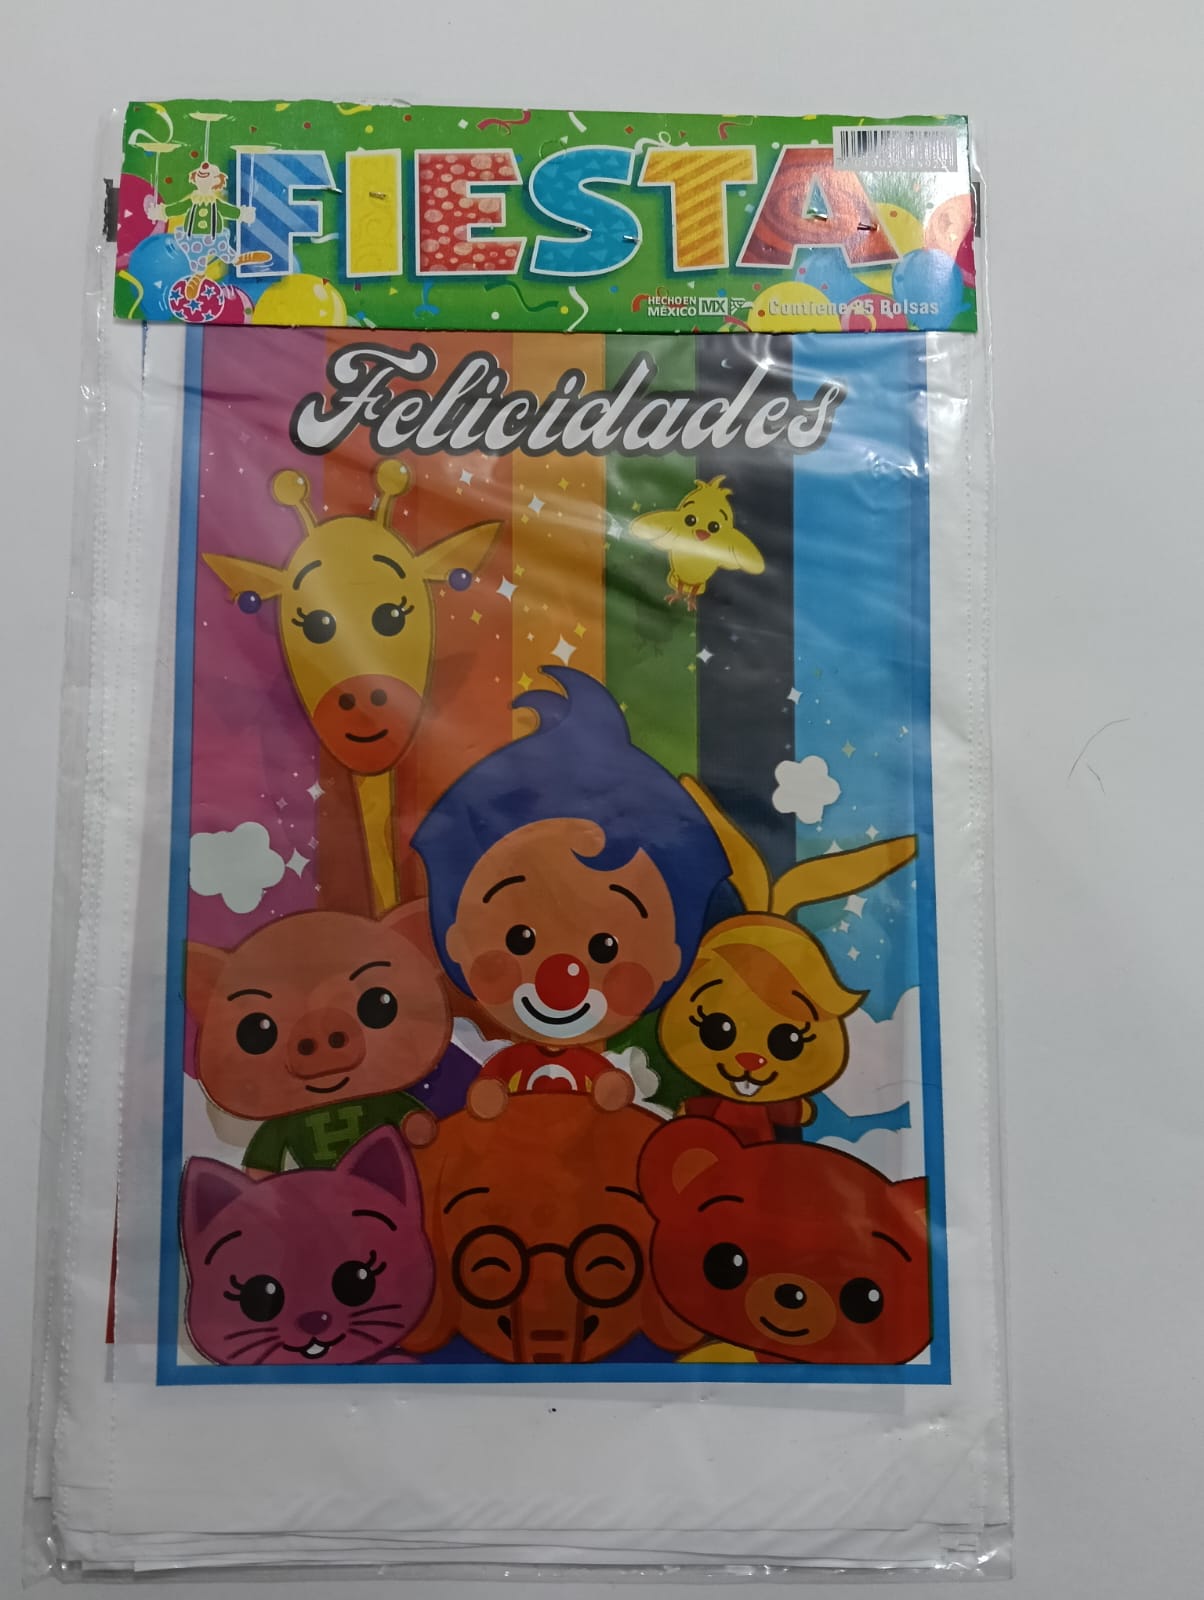 FIESTA
HECHO EN
MÉXICO MX
Contiene 25 Bolsas
Felicidades
H